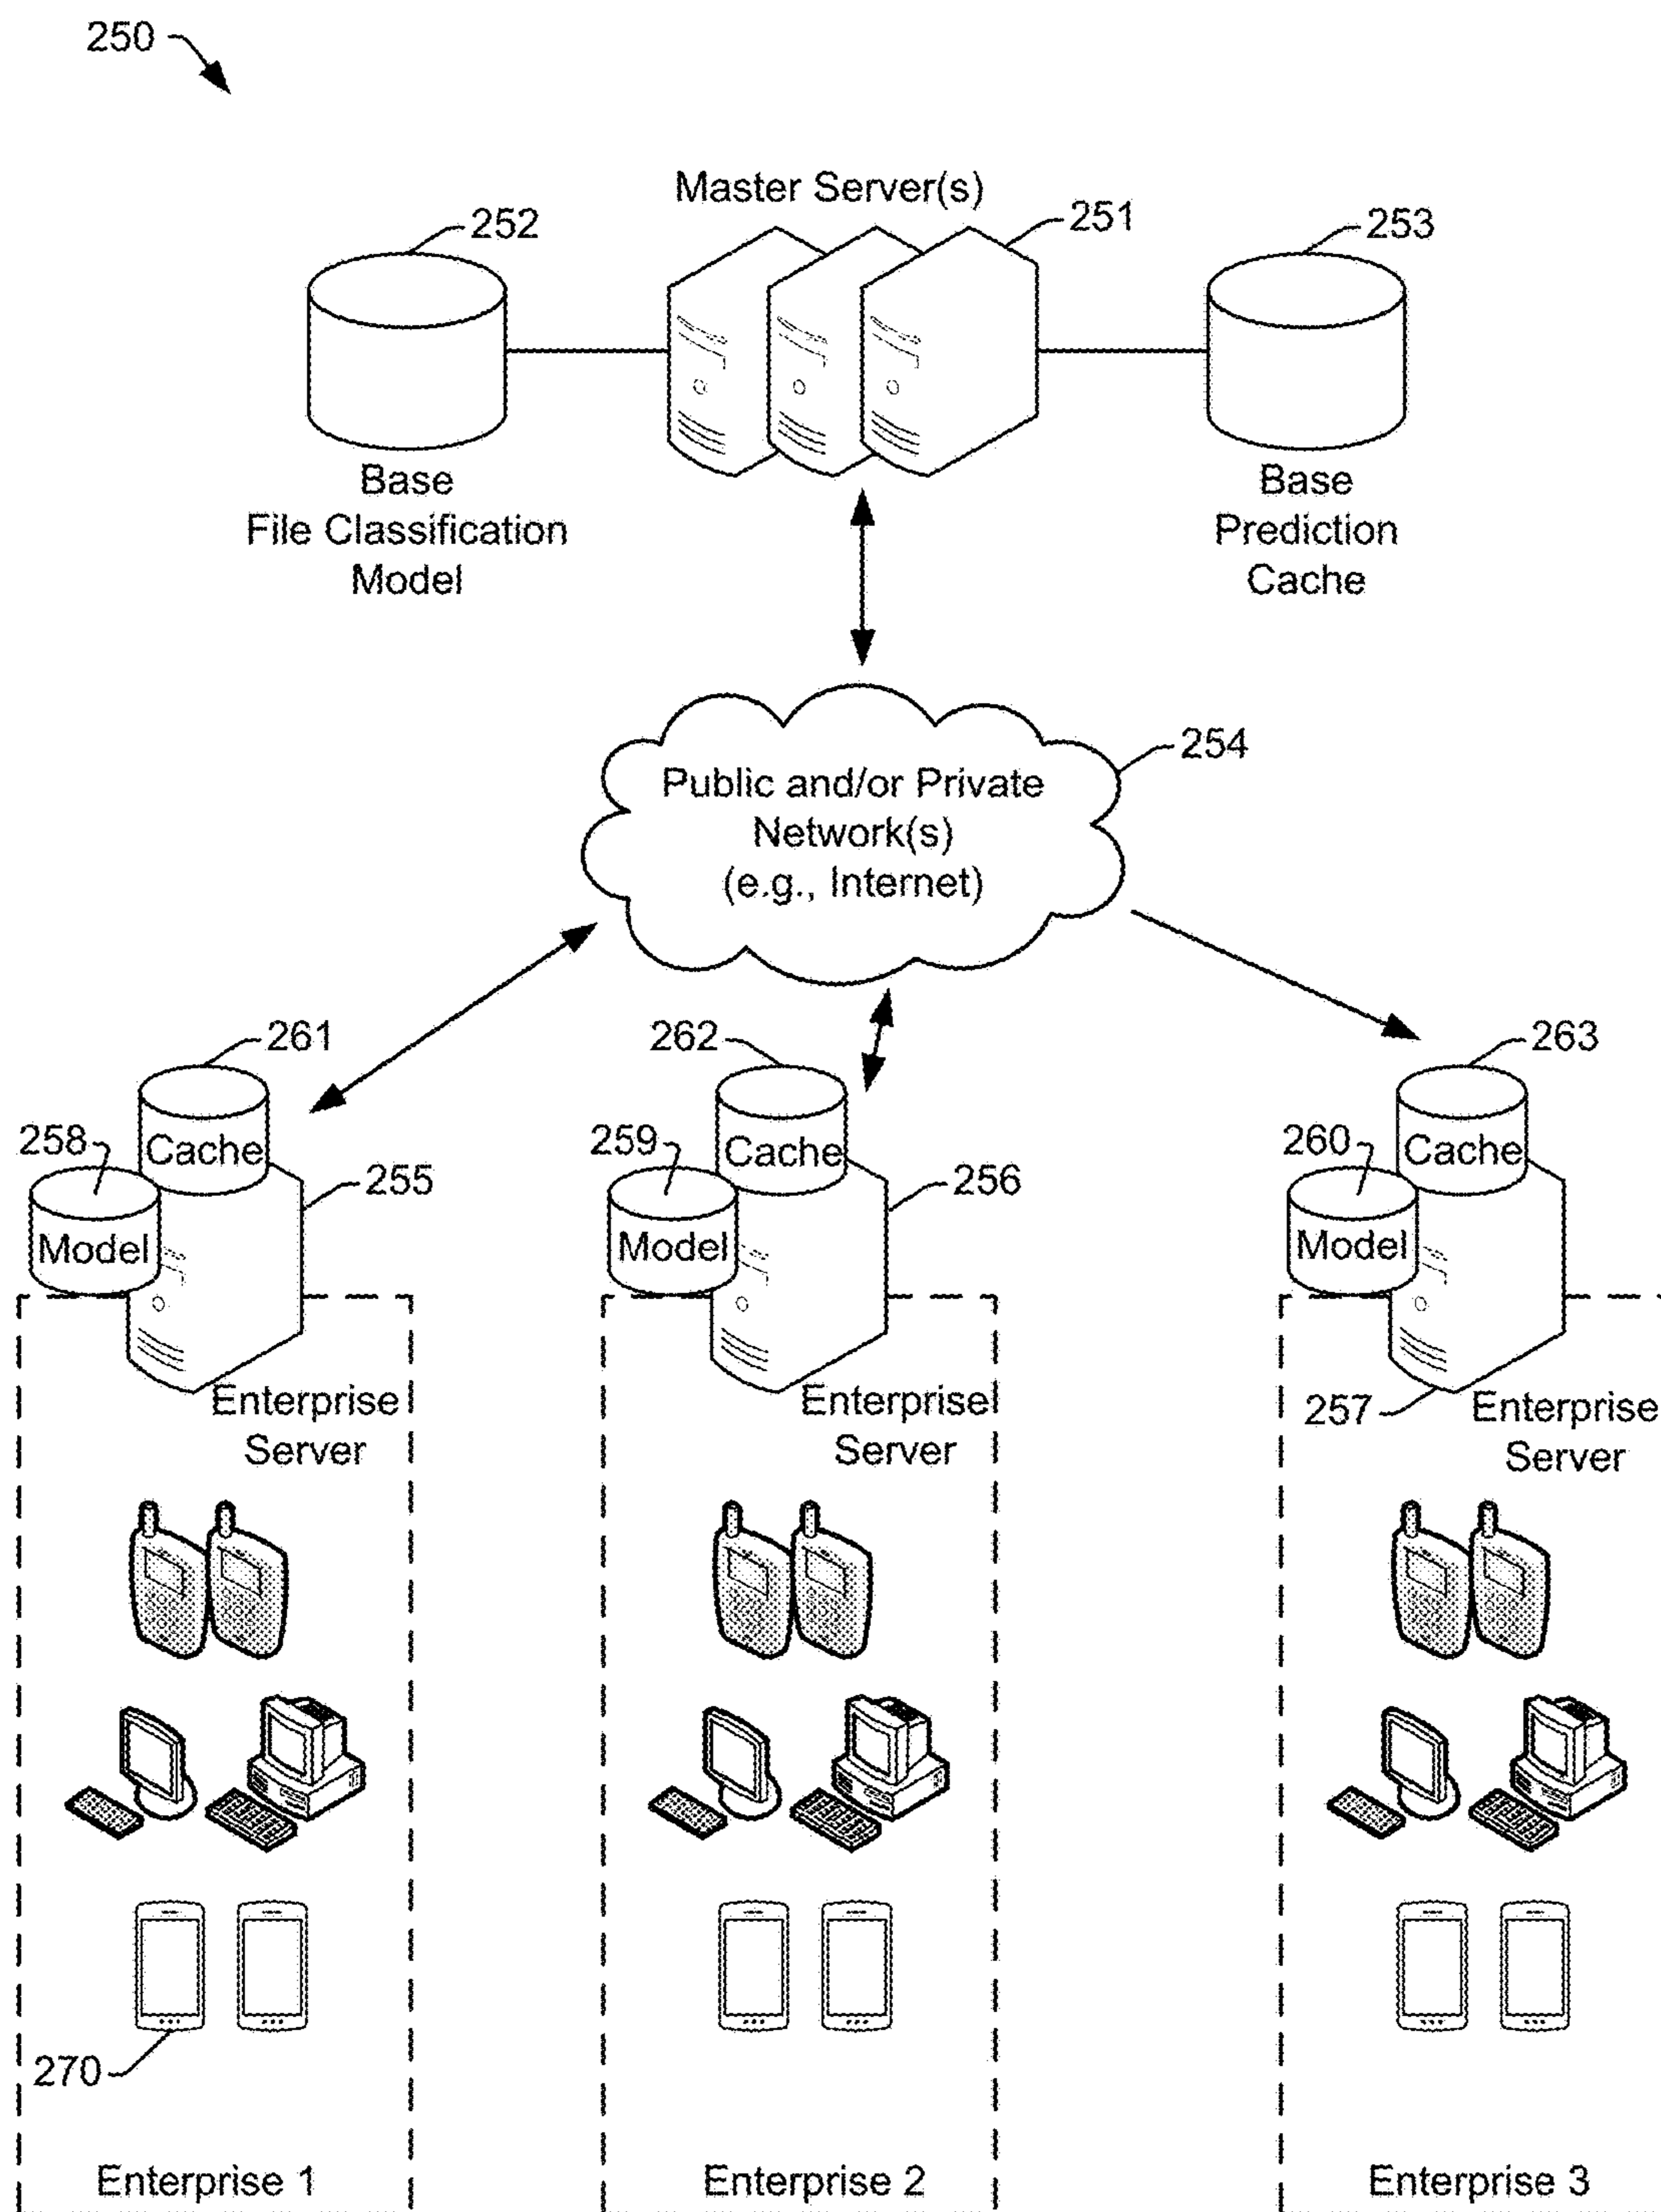 250
Master Server(s)
252
251
253
Base
File Classification
Model
Base
Prediction
Cache
254
Public and/or Private
Network(s)
(e.g., Internet)
261
262
263
258
Cache
259
Cache
260
Cache
255
256
Model
Model
Model
Enterprise
Server
Enterprise
Server
257
Enterprise
Server
270
Enterprise 1
Enterprise 2
Enterprise 3